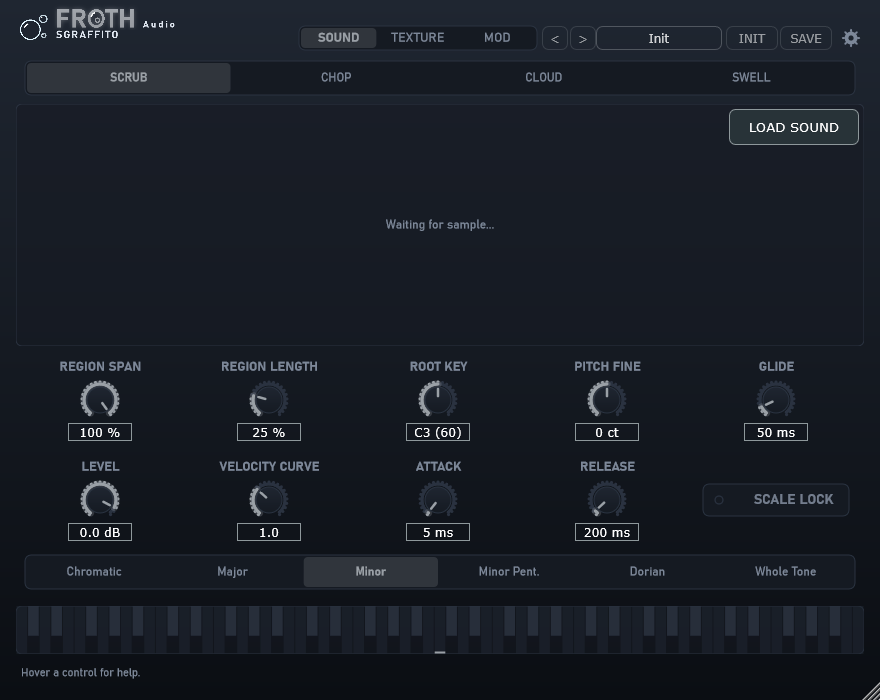 FROTH Audio
SGRAFFITO
SOUND TEXTURE MOD < > Init INIT SAVE
SCRUB CHOP CLOUD SWELL
LOAD SOUND
Waiting for sample...
REGION SPAN REGION LENGTH ROOT KEY PITCH FINE GLIDE
100 % 25 % C3 (60) 0 ct 50 ms
LEVEL VELOCITY CURVE ATTACK RELEASE
SCALE LOCK
0.0 dB 1.0 5 ms 200 ms
Chromatic Major Minor Minor Pent. Dorian Whole Tone
Hover a control for help.